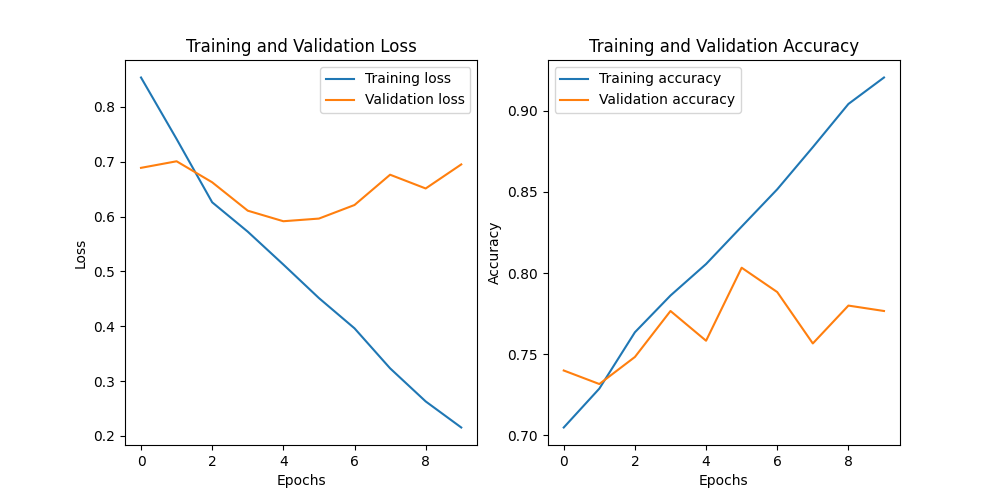 Training and Validation Loss
Training loss
Validation loss
0.8
0.7
0.6
0.5
0.4
0.3
0.2
Loss
0 2 4 6 8
Epochs
Training and Validation Accuracy
Training accuracy
Validation accuracy
0.90
0.85
0.80
0.75
0.70
Accuracy
0 2 4 6 8
Epochs